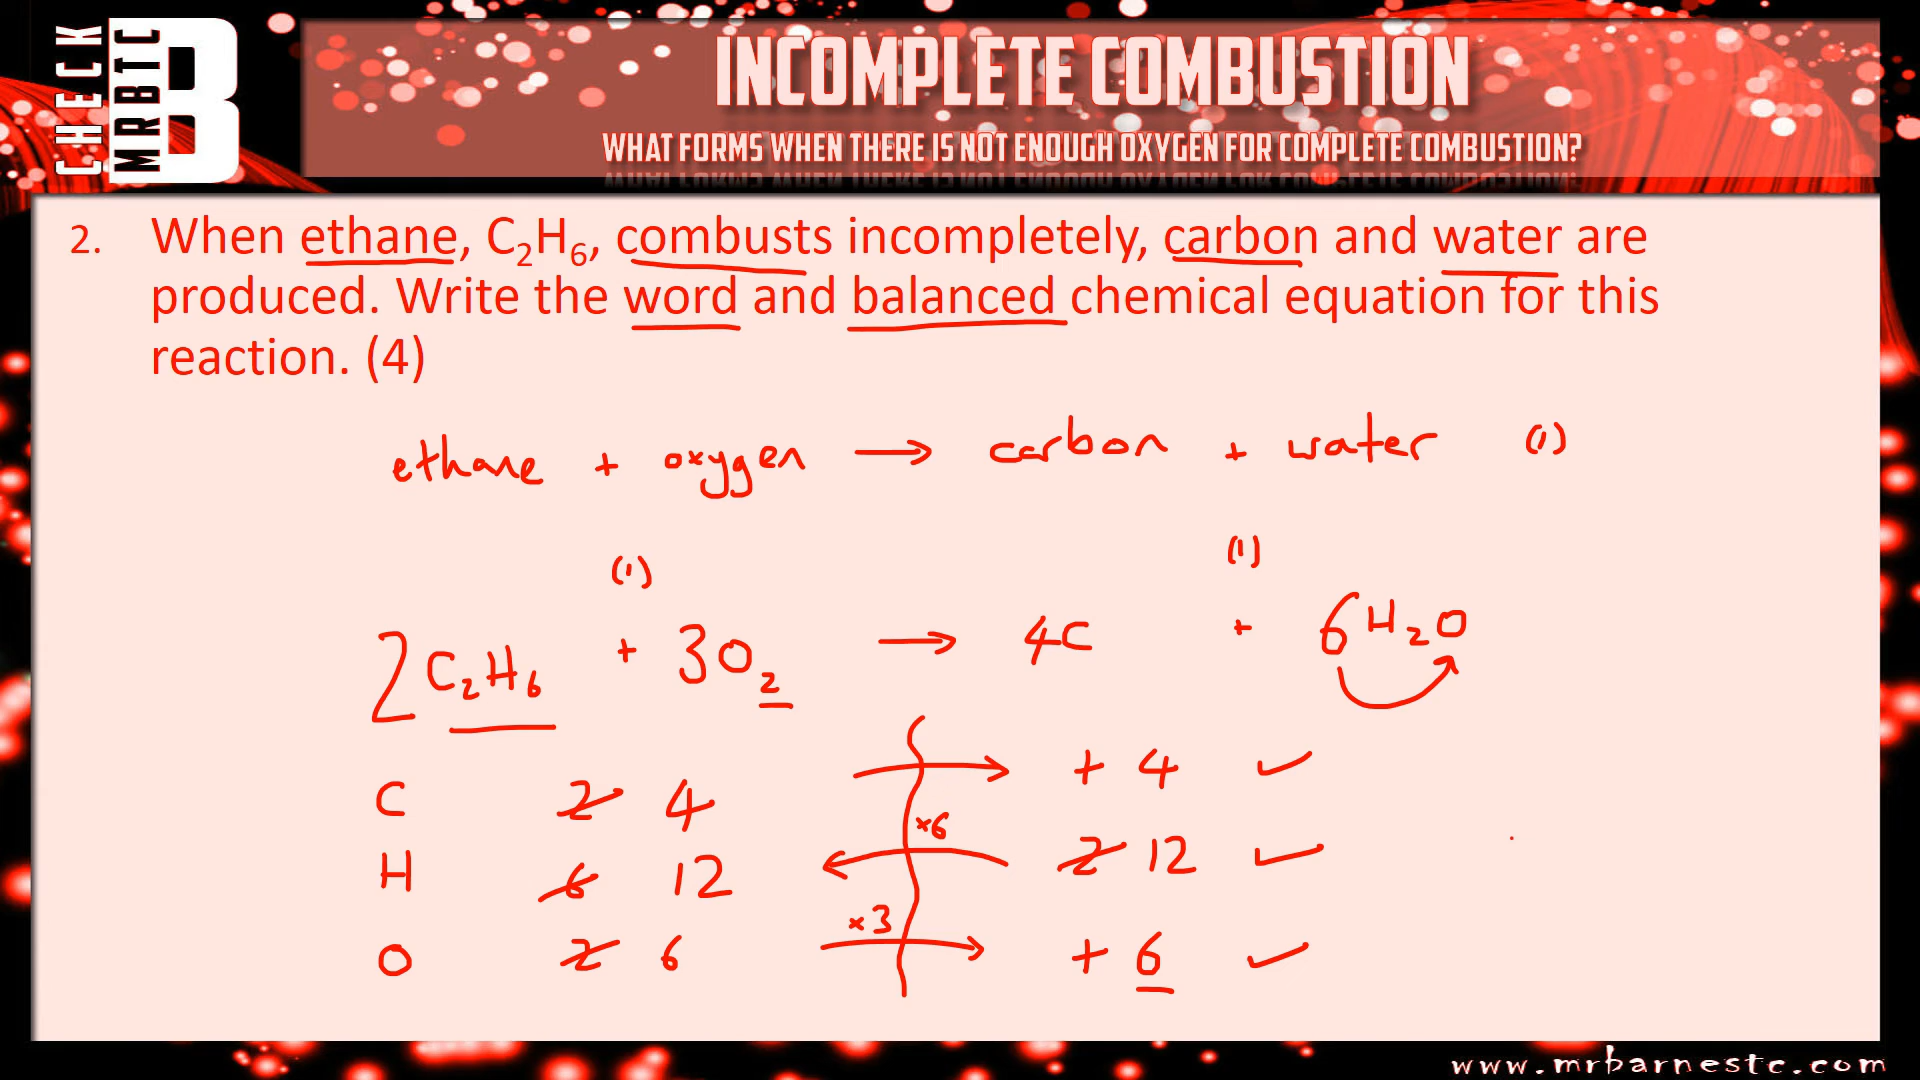 CHECK
MRBTC
B
INCOMPLETE COMBUSTION
WHAT FORMS WHEN THERE IS NOT ENOUGH OXYGEN FOR COMPLETE COMBUSTION?
2. When ethane, C₂H₆, combusts incompletely, carbon and water are
produced. Write the word and balanced chemical equation for this
reaction. (4)
ethane + oxygen → carbon + water (1)
(1) (1)
2C₂H₆ + 3O₂ → 4C + 6H₂O
C 2 4 → + 4 ✓
×6
H 6 12 ← 2 12 ✓
×3
O 2 6 → + 6 ✓
www.mrbarnestc.com